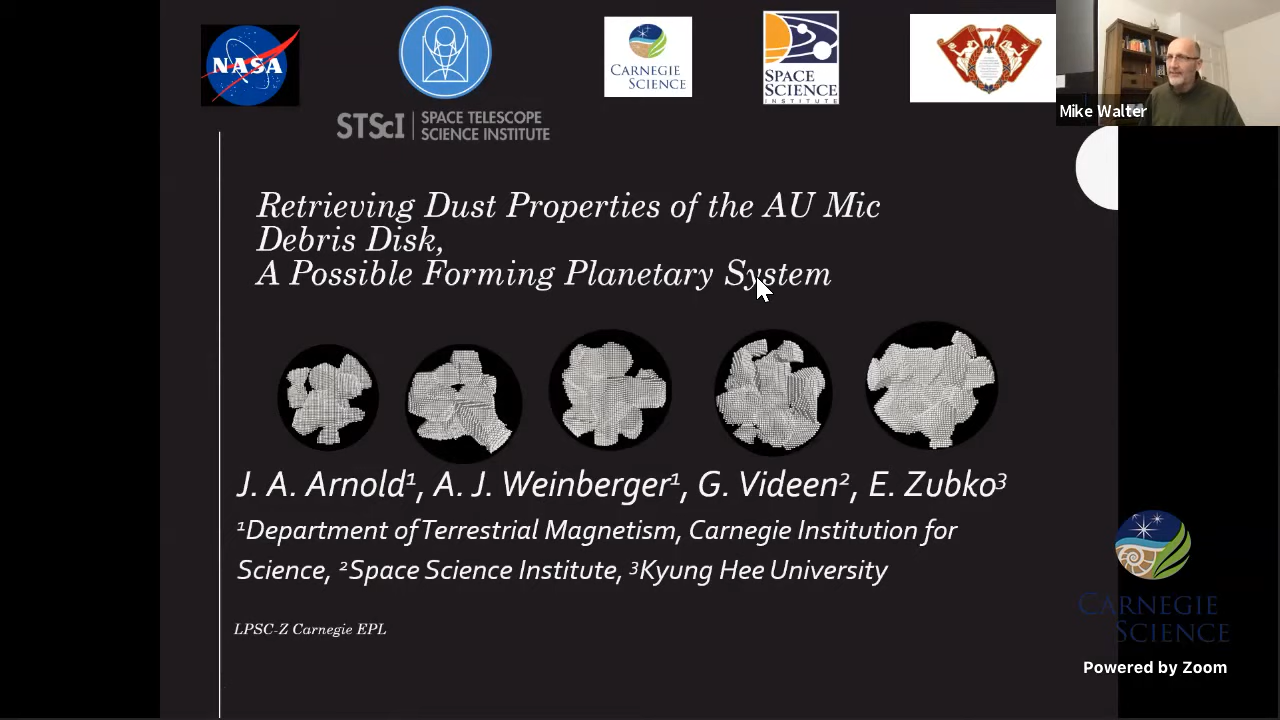 NASA
STScI | SPACE TELESCOPE
SCIENCE INSTITUTE
CARNEGIE
SCIENCE
SPACE
SCIENCE
INSTITUTE
Mike Walter
Retrieving Dust Properties of the AU Mic
Debris Disk,
A Possible Forming Planetary System
J. A. Arnold¹, A. J. Weinberger¹, G. Videen², E. Zubko³
¹Department of Terrestrial Magnetism, Carnegie Institution for
Science, ²Space Science Institute, ³Kyung Hee University
LPSC-Z Carnegie EPL
CARNEGIE
SCIENCE
Powered by Zoom